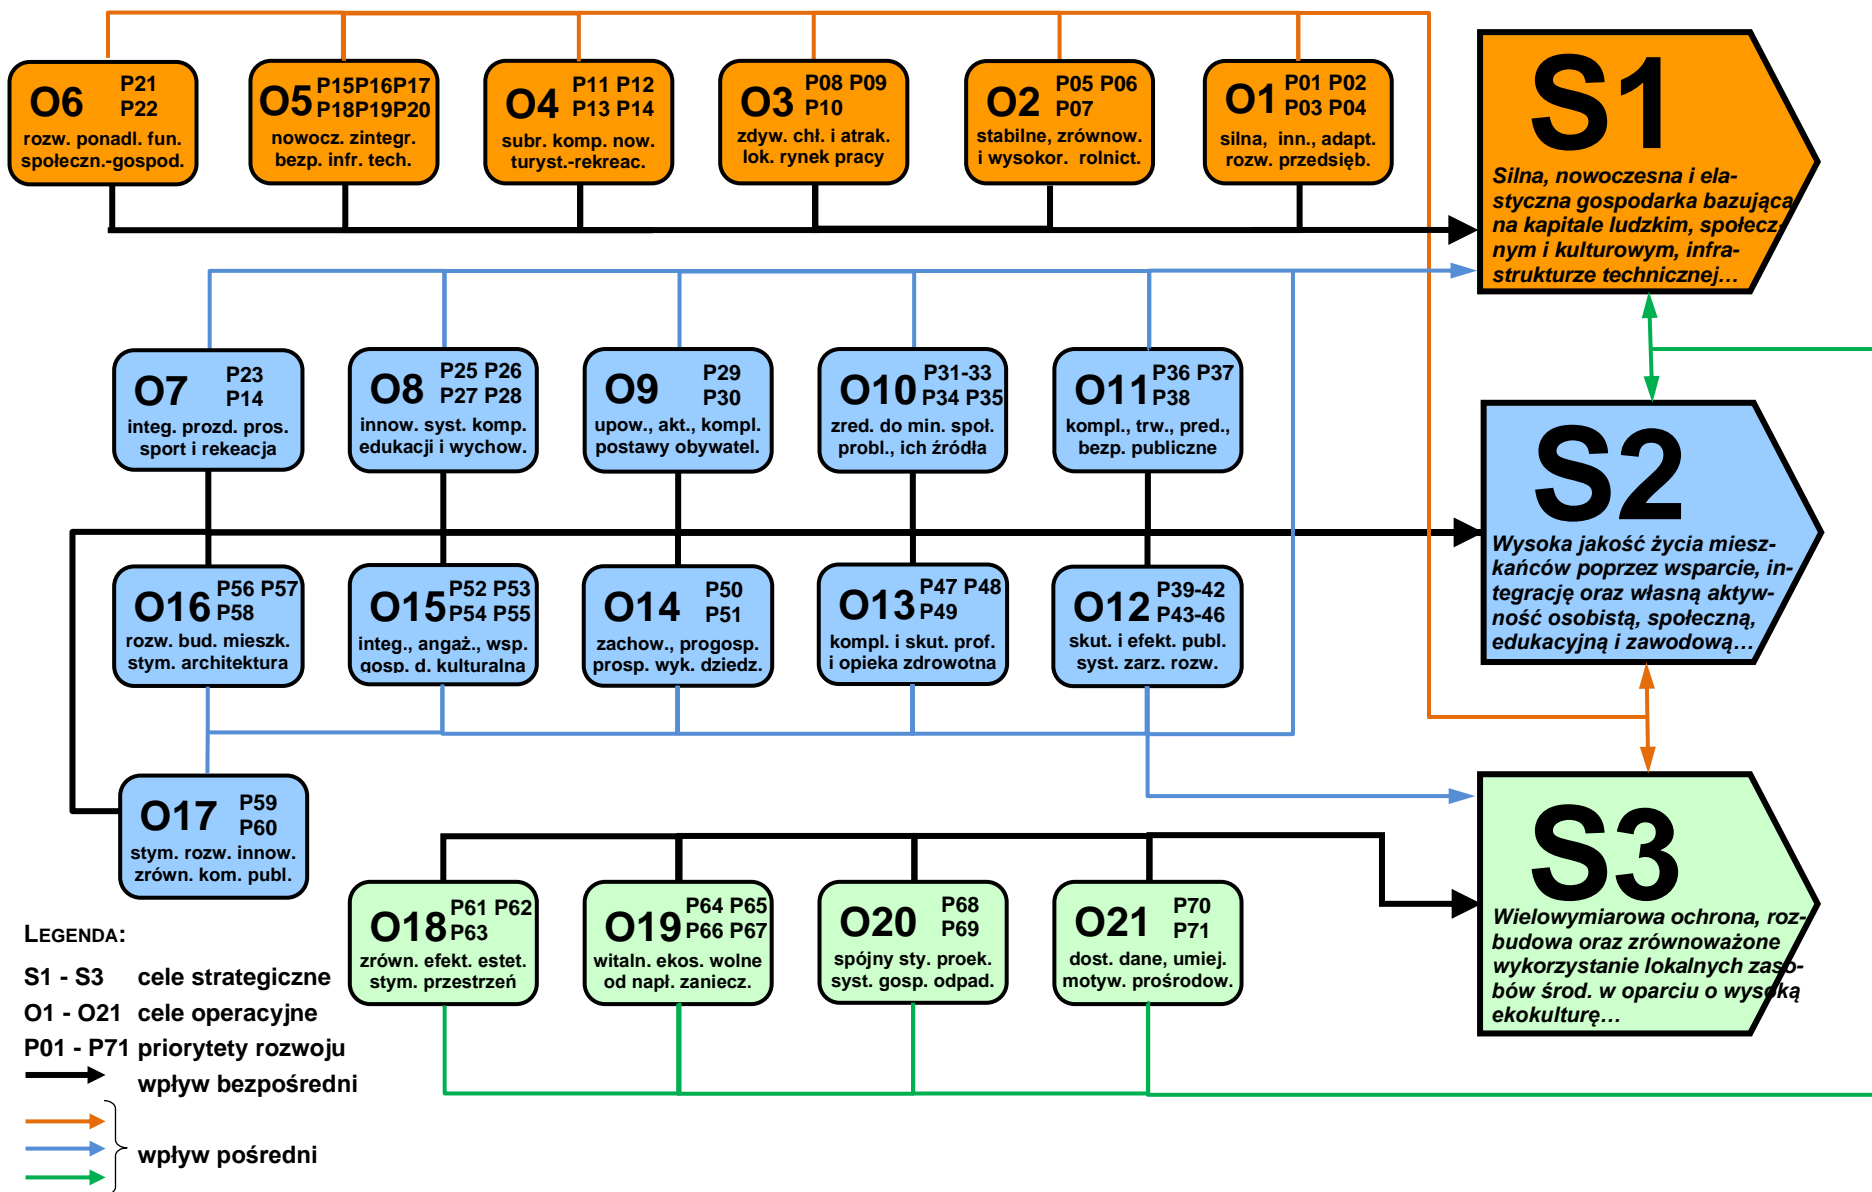 O6
P21
P22
rozw. ponadl. fun.
społeczn.-gospod.
O5
P15P16P17
P18P19P20
nowocz. zintegr.
bezp. infr. tech.
O4
P11 P12
P13 P14
subr. komp. now.
turyst.-rekreac.
O3
P08 P09
P10
zdyw. chł. i atrak.
lok. rynek pracy
O2
P05 P06
P07
stabilne, zrównow.
i wysokor. rolnict.
O1
P01 P02
P03 P04
silna, inn., adapt.
rozw. przedsięb.
S1
Silna, nowoczesna i ela-
styczna gospodarka bazująca
na kapitale ludzkim, społecz-
nym i kulturowym, infra-
strukturze technicznej…
O7
P23
P14
integ. prozd. pros.
sport i rekeacja
O8
P25 P26
P27 P28
innow. syst. komp.
edukacji i wychow.
O9
P29
P30
upow., akt., kompl.
postawy obywatel.
O10
P31-33
P34 P35
zred. do min. społ.
probl., ich źródła
O11
P36 P37
P38
kompl., trw., pred.,
bezp. publiczne
S2
Wysoka jakość życia miesz-
kańców poprzez wsparcie, in-
tegrację oraz własną aktyw-
ność osobistą, społeczną,
edukacyjną i zawodową…
O16
P56 P57
P58
rozw. bud. mieszk.
stym. architektura
O15
P52 P53
P54 P55
integ., angaż., wsp.
gosp. d. kulturalna
O14
P50
P51
zachow., progosp.
prosp. wyk. dziedz.
O13
P47 P48
P49
kompl. i skut. prof.
i opieka zdrowotna
O12
P39-42
P43-46
skut. i efekt. publ.
syst. zarz. rozw.
O17
P59
P60
stym. rozw. innow.
zrówn. kom. publ.
S3
Wielowymiarowa ochrona, roz-
budowa oraz zrównoważone
wykorzystanie lokalnych zaso-
bów środ. w oparciu o wysoką
ekokulturę…
O18
P61 P62
P63
zrówn. efekt. estet.
stym. przestrzeń
O19
P64 P65
P66 P67
witaln. ekos. wolne
od napł. zaniecz.
O20
P68
P69
spójny sty. proek.
syst. gosp. odpad.
O21
P70
P71
dost. dane, umiej.
motyw. prośrodow.
LEGENDA:
S1 - S3 cele strategiczne
O1 - O21 cele operacyjne
P01 - P71 priorytety rozwoju
wpływ bezpośredni
wpływ pośredni